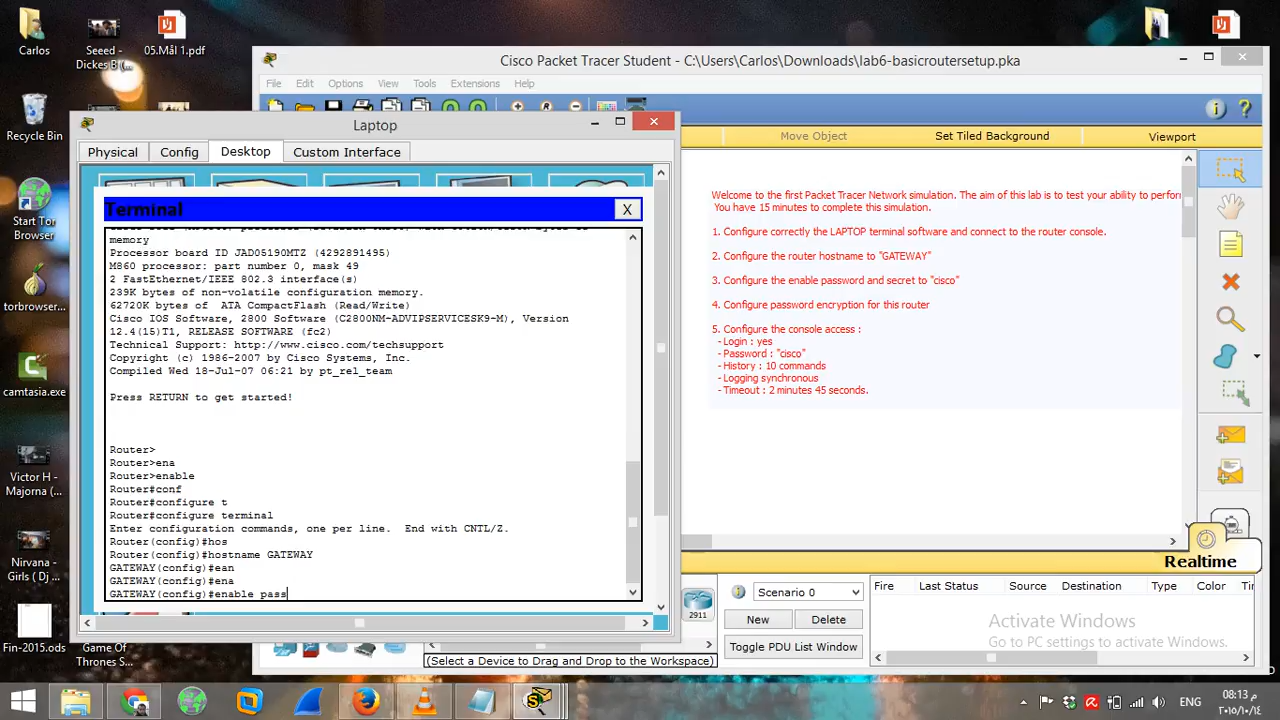 Carlos
Seeed -
Dickes B (...
05.Mål 1.pdf
Recycle Bin
Start Tor
Browser
torbrowser...
camtasia.exe
Victor H -
Majorna (...
Nirvana -
Girls ( Dj ...
Fin-2015.ods
Game Of
Thrones S...
Cisco Packet Tracer Student - C:\Users\Carlos\Downloads\lab6-basicroutersetup.pka
File Edit Options View Tools Extensions Help
Move Object Set Tiled Background Viewport
Laptop
Physical Config Desktop Custom Interface
Terminal X
memory
Processor board ID JAD05190MTZ (4292891495)
M860 processor: part number 0, mask 49
2 FastEthernet/IEEE 802.3 interface(s)
239K bytes of non-volatile configuration memory.
62720K bytes of ATA CompactFlash (Read/Write)
Cisco IOS Software, 2800 Software (C2800NM-ADVIPSERVICESK9-M), Version
12.4(15)T1, RELEASE SOFTWARE (fc2)
Technical Support: http://www.cisco.com/techsupport
Copyright (c) 1986-2007 by Cisco Systems, Inc.
Compiled Wed 18-Jul-07 06:21 by pt_rel_team
Press RETURN to get started!
Router>
Router>ena
Router>enable
Router#conf
Router#configure t
Router#configure terminal
Enter configuration commands, one per line. End with CNTL/Z.
Router(config)#hos
Router(config)#hostname GATEWAY
GATEWAY(config)#ean
GATEWAY(config)#ena
GATEWAY(config)#enable pass
Welcome to the first Packet Tracer Network simulation. The aim of this lab is to test your ability to perfor
You have 15 minutes to complete this simulation.
1. Configure correctly the LAPTOP terminal software and connect to the router console.
2. Configure the router hostname to "GATEWAY"
3. Configure the enable password and secret to "cisco"
4. Configure password encryption for this router
5. Configure the console access :
- Login : yes
- Password : "cisco"
- History : 10 commands
- Logging synchronous
- Timeout : 2 minutes 45 seconds.
Realtime
2911
Scenario 0
New Delete
Toggle PDU List Window
Fire Last Status Source Destination Type Color Tir
Activate Windows
Go to PC settings to activate Windows.
(Select a Device to Drag and Drop to the Workspace)
ENG
08:13 م
٢٠١٥/١٠/١٤